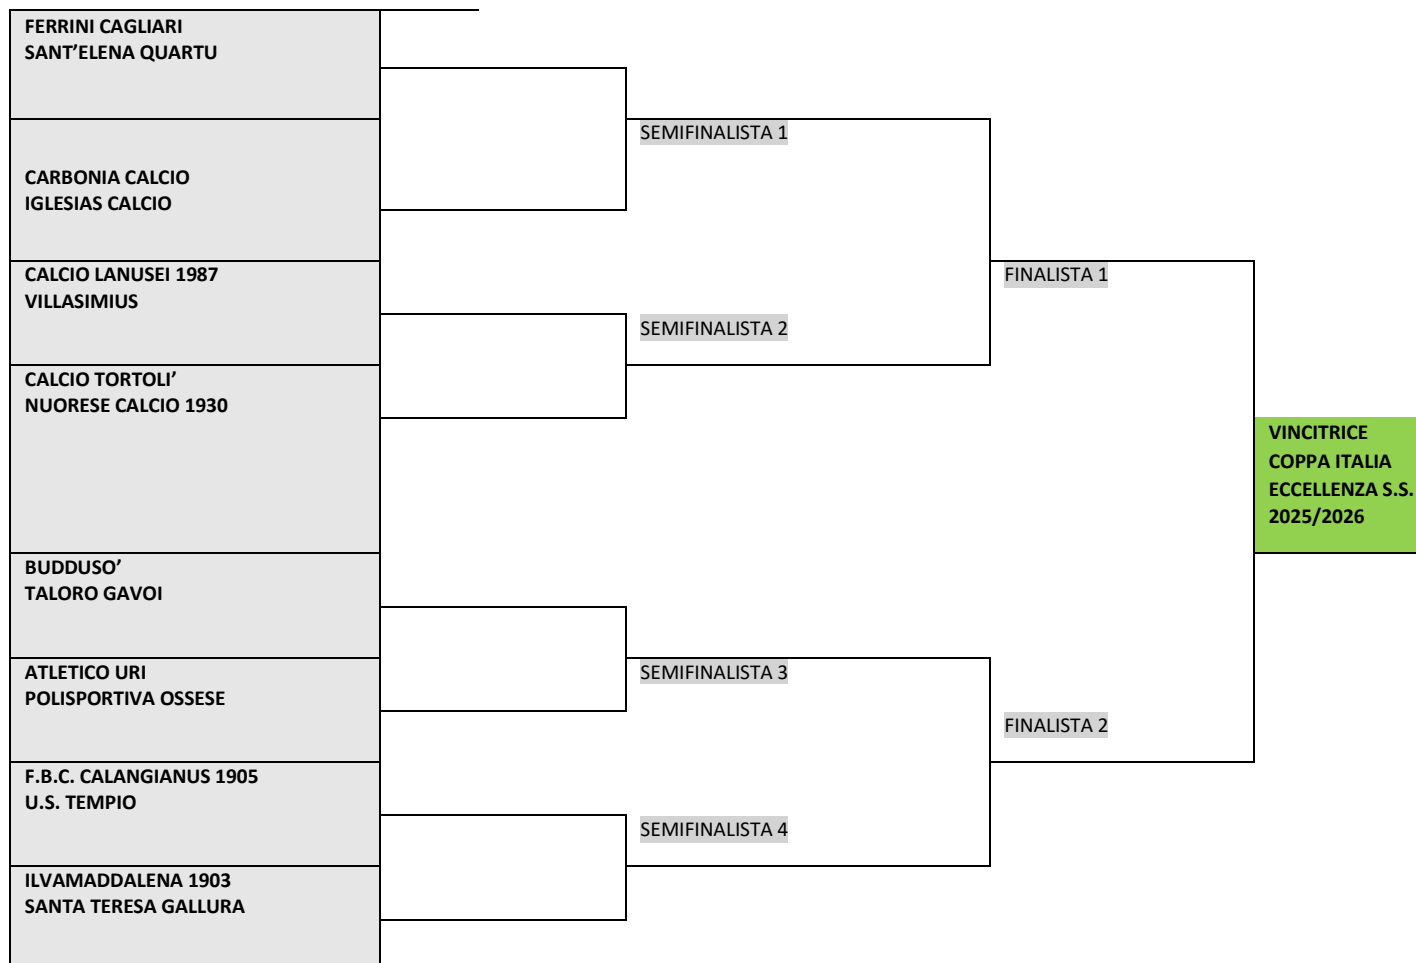 FERRINI CAGLIARI
SANT’ELENA QUARTU
SEMIFINALISTA 1
CARBONIA CALCIO
IGLESIAS CALCIO
CALCIO LANUSEI 1987
VILLASIMIUS
FINALISTA 1
SEMIFINALISTA 2
CALCIO TORTOLI’
NUORESE CALCIO 1930
VINCITRICE
COPPA ITALIA
ECCELLENZA S.S.
2025/2026
BUDDUSO’
TALORO GAVOI
ATLETICO URI
POLISPORTIVA OSSESE
SEMIFINALISTA 3
FINALISTA 2
F.B.C. CALANGIANUS 1905
U.S. TEMPIO
SEMIFINALISTA 4
ILVAMADDALENA 1903
SANTA TERESA GALLURA